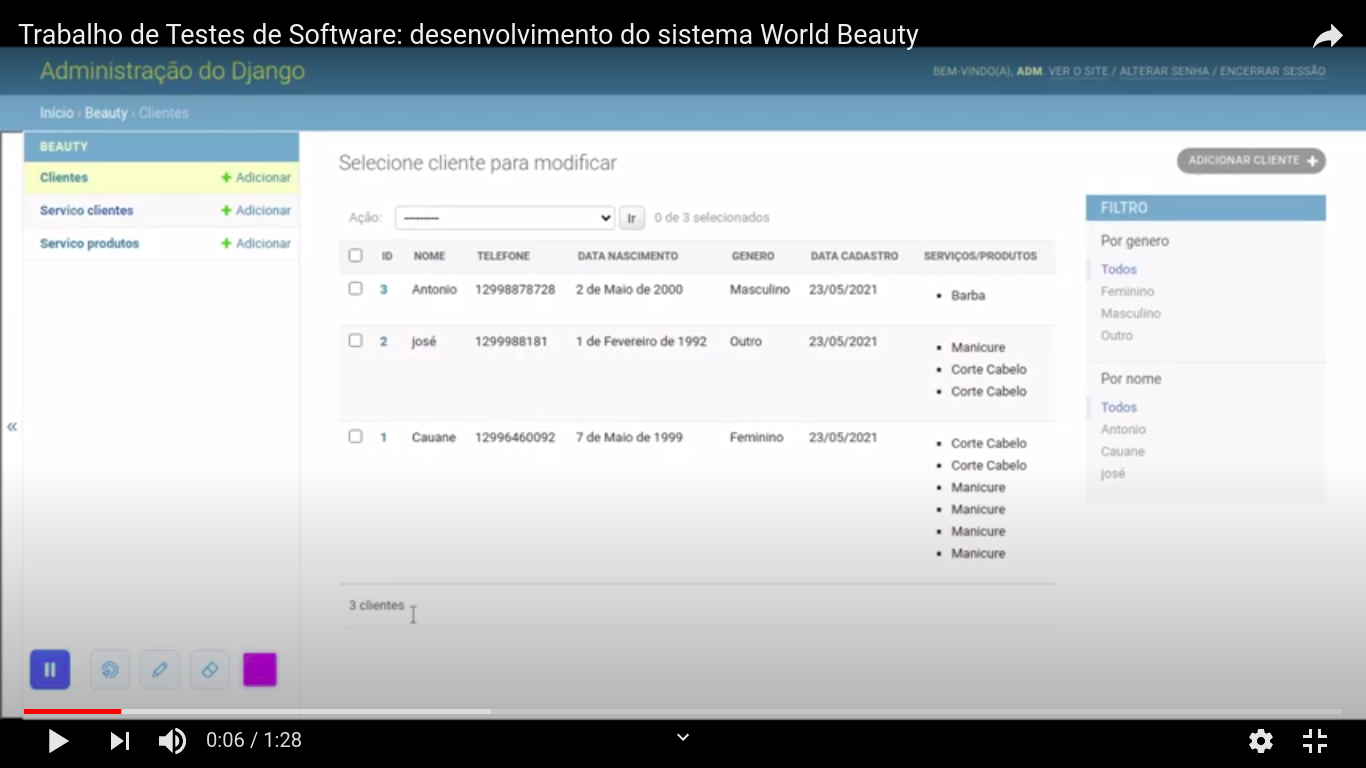 Trabalho de Testes de Software: desenvolvimento do sistema World Beauty
Administração do Django
BEM-VINDO(A), ADM. VER O SITE / ALTERAR SENHA / ENCERRAR SESSÃO
Início › Beauty › Clientes
BEAUTY
Clientes + Adicionar
Servico clientes + Adicionar
Servico produtos + Adicionar
«
Selecione cliente para modificar
ADICIONAR CLIENTE +
Ação: --------- Ir 0 de 3 selecionados
ID NOME TELEFONE DATA NASCIMENTO GENERO DATA CADASTRO SERVIÇOS/PRODUTOS
3 Antonio 12998878728 2 de Maio de 2000 Masculino 23/05/2021
▪ Barba
2 josé 1299988181 1 de Fevereiro de 1992 Outro 23/05/2021
▪ Manicure
▪ Corte Cabelo
▪ Corte Cabelo
1 Cauane 12996460092 7 de Maio de 1999 Feminino 23/05/2021
▪ Corte Cabelo
▪ Corte Cabelo
▪ Manicure
▪ Manicure
▪ Manicure
▪ Manicure
3 clientes
FILTRO
Por genero
Todos
Feminino
Masculino
Outro
Por nome
Todos
Antonio
Cauane
josé
0:06 / 1:28